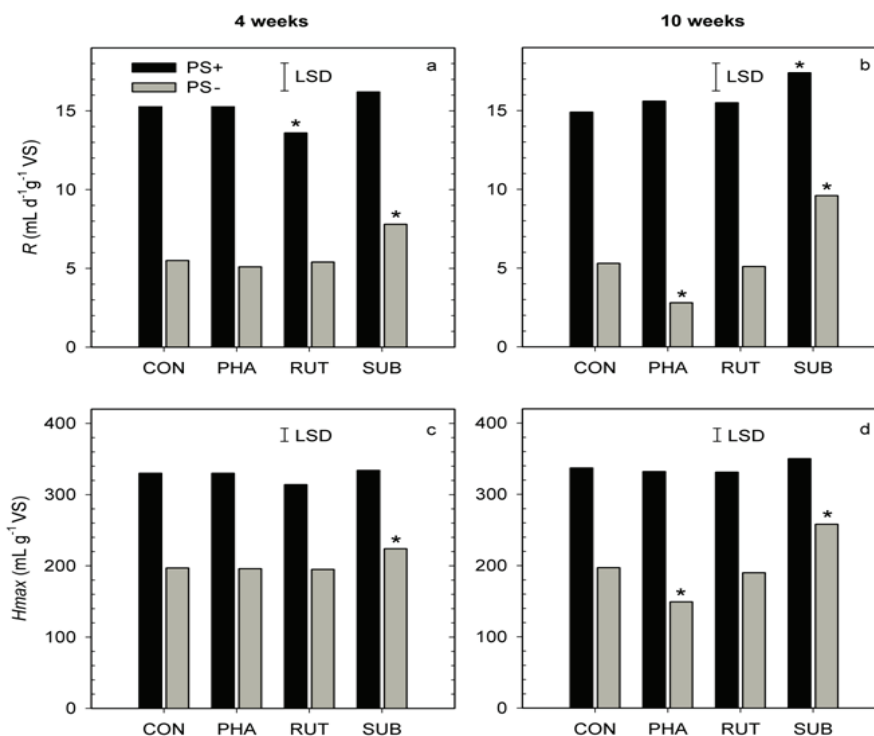 4 weeks
10 weeks
PS+
PS-
LSD
a
R (mL d⁻¹g⁻¹ VS)
15
10
5
0
*
*
CON PHA RUT SUB
LSD
b
15
10
5
0
*
*
*
CON PHA RUT SUB
LSD
c
Hmax (mL g⁻¹ VS)
400
300
200
100
0
*
CON PHA RUT SUB
LSD
d
400
300
200
100
0
*
*
CON PHA RUT SUB